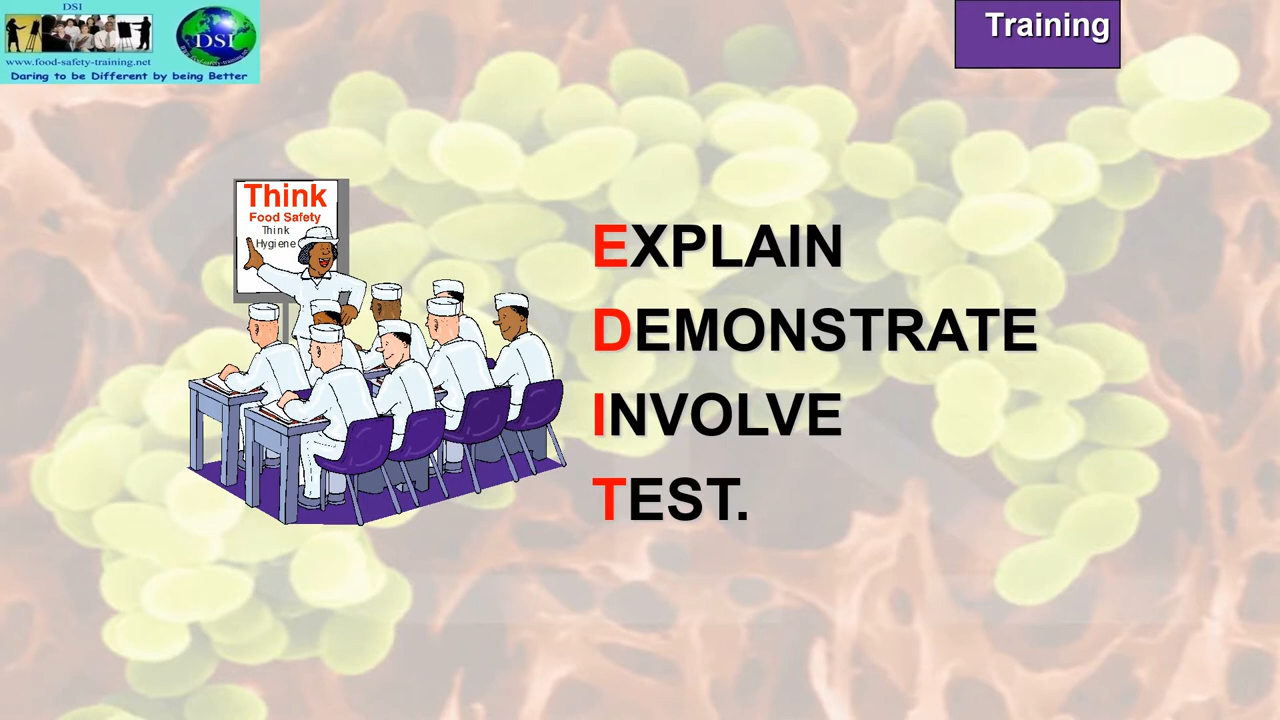 DSI
DSI
www.food-safety-training.net
Daring to be Different by being Better
Training
Think
Food Safety
Think
Hygiene
EXPLAIN
DEMONSTRATE
INVOLVE
TEST.